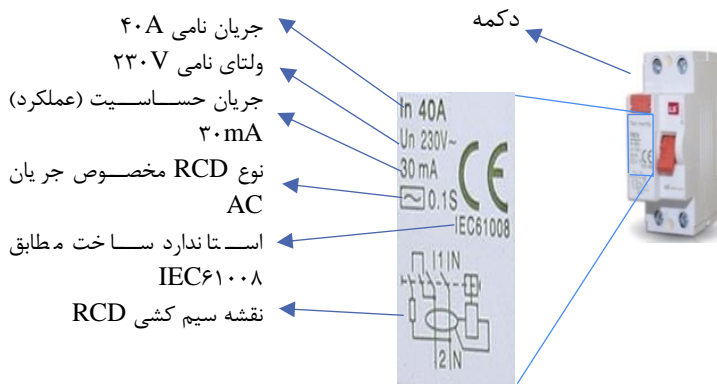 دکمه
جریان نامی ۴۰A
ولتای نامی ۲۳۰V
جریان حساسیت (عملکرد)
۳۰mA
نوع RCD مخصوص جریان
AC
استاندارد ساخت مطابق
IEC۶۱۰۰۸
نقشه سیم کشی RCD
In 40A
Un 230V~
30 mA
CE
0.1S
IEC61008
1 N
2 N
LS